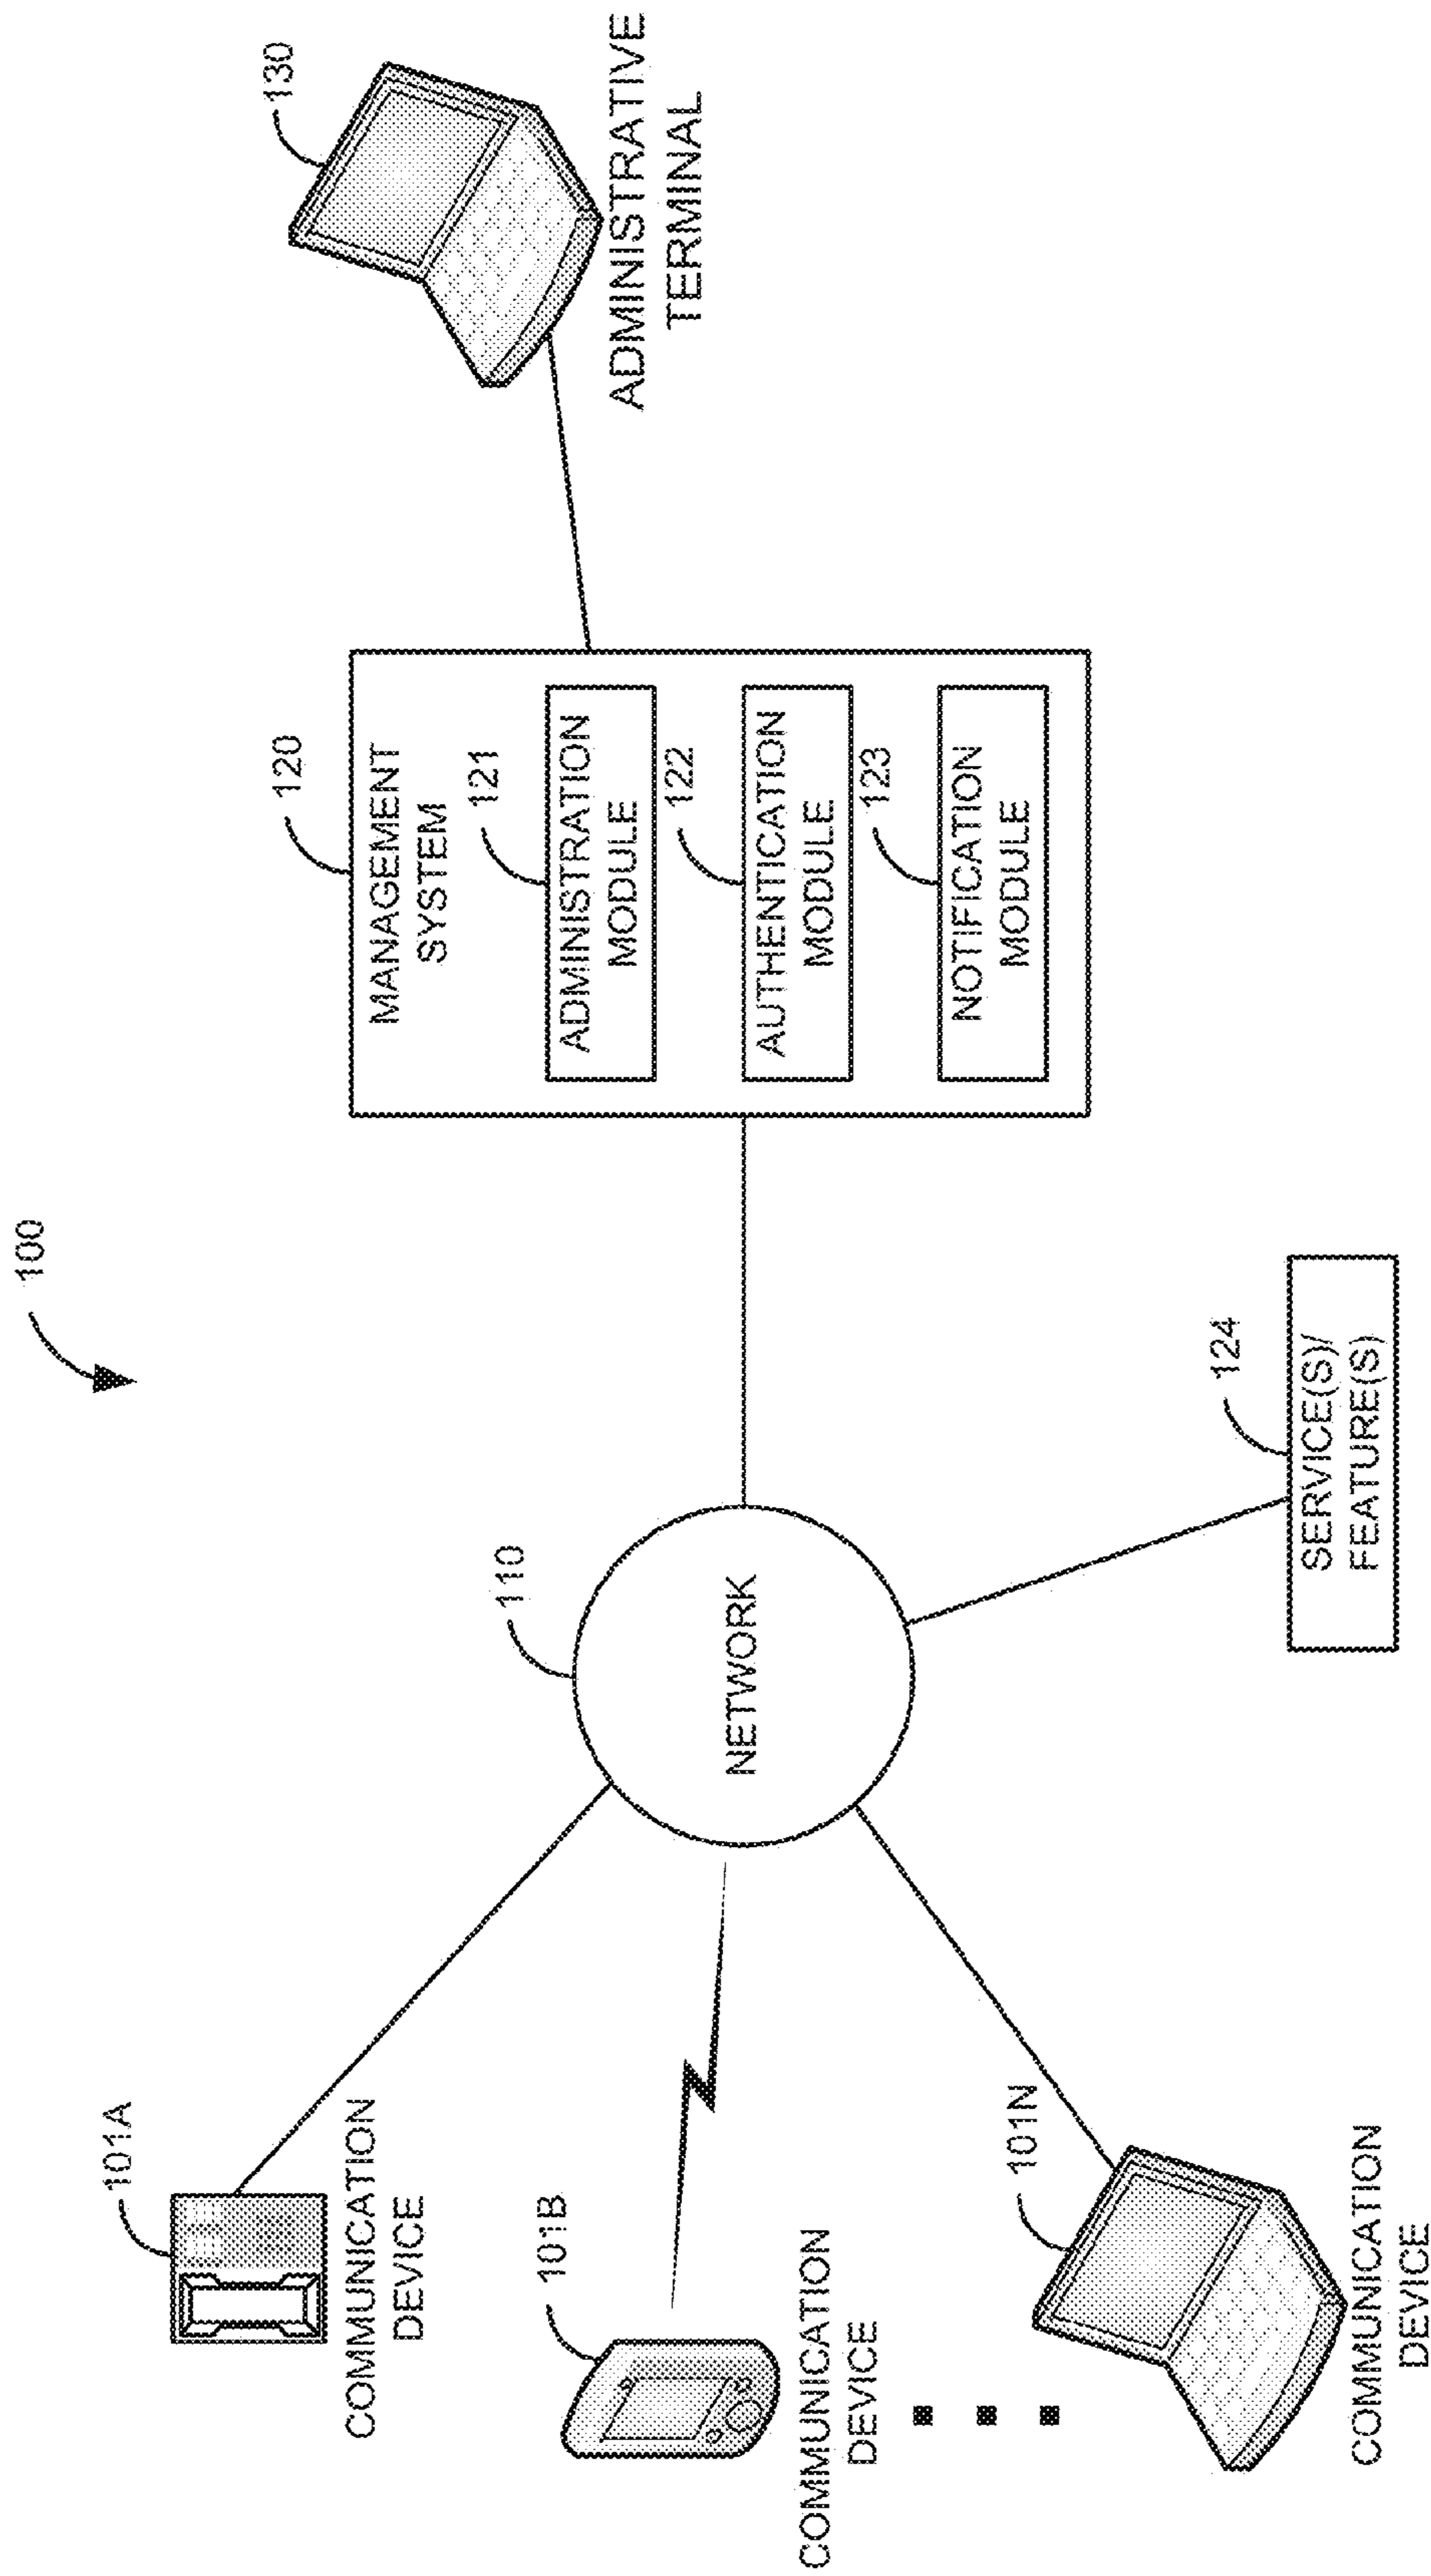 100
101A
COMMUNICATION
DEVICE
101B
COMMUNICATION
DEVICE
101N
COMMUNICATION
DEVICE
110
NETWORK
124
SERVICE(S)/
FEATURE(S)
120
MANAGEMENT
SYSTEM
121
ADMINISTRATION
MODULE
122
AUTHENTICATION
MODULE
123
NOTIFICATION
MODULE
130
ADMINISTRATIVE
TERMINAL